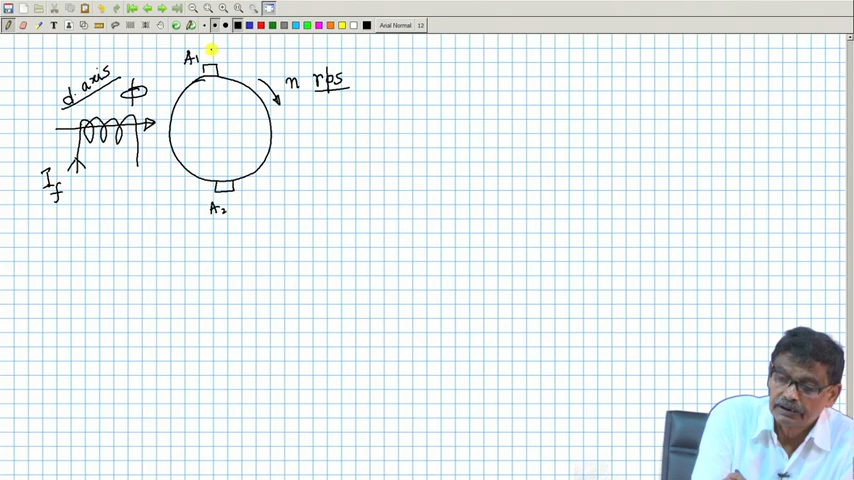 Arial Normal 12
A1
d-axis
φ
n rps
If
A2